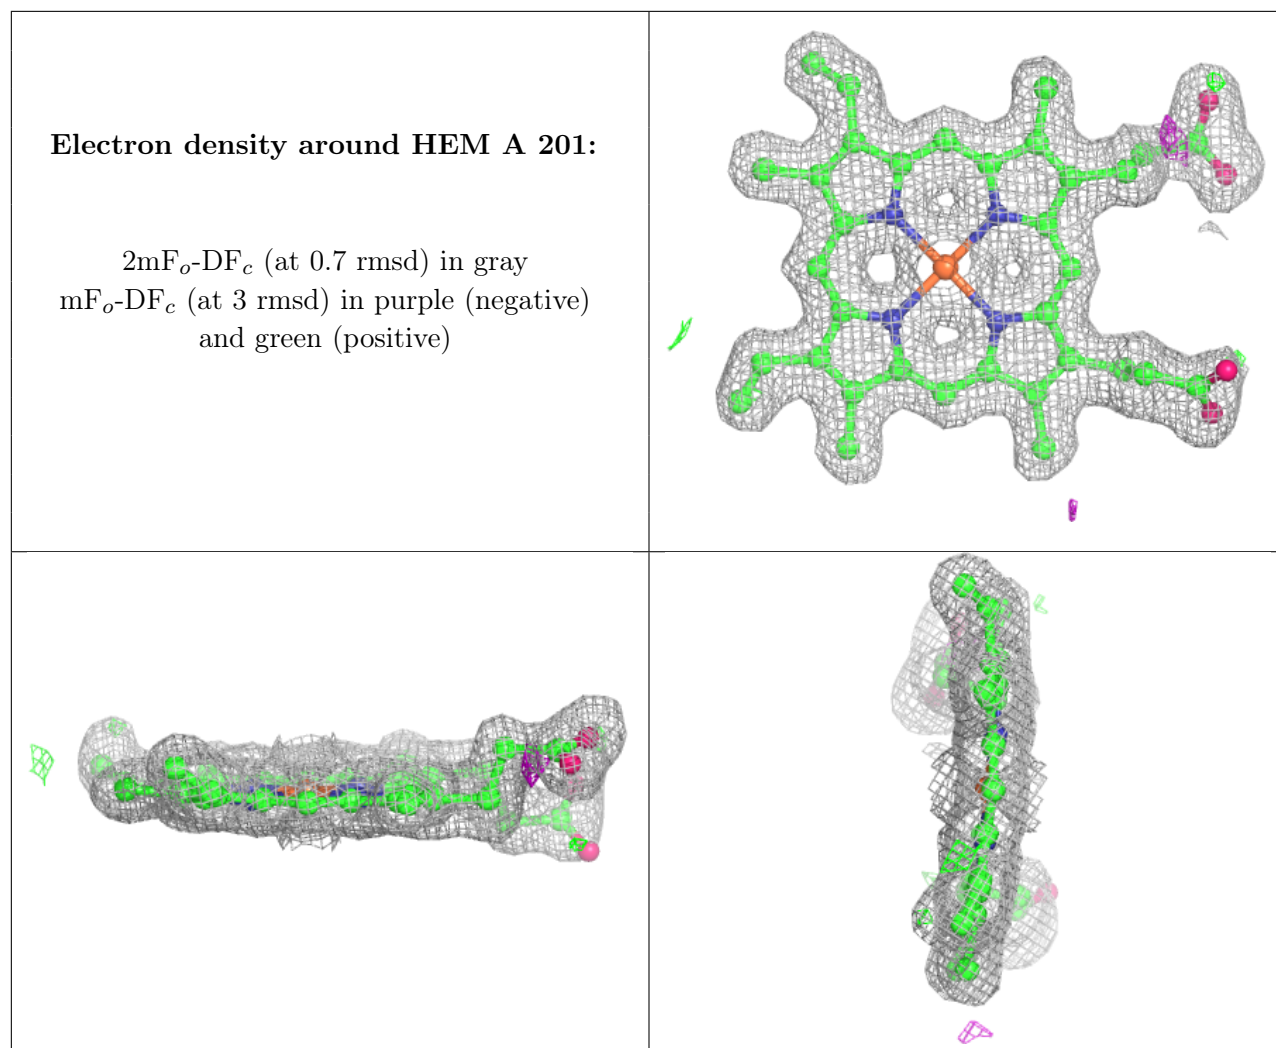 Electron density around HEM A 201:
2mFo-DFc (at 0.7 rmsd) in gray
mFo-DFc (at 3 rmsd) in purple (negative)
and green (positive)